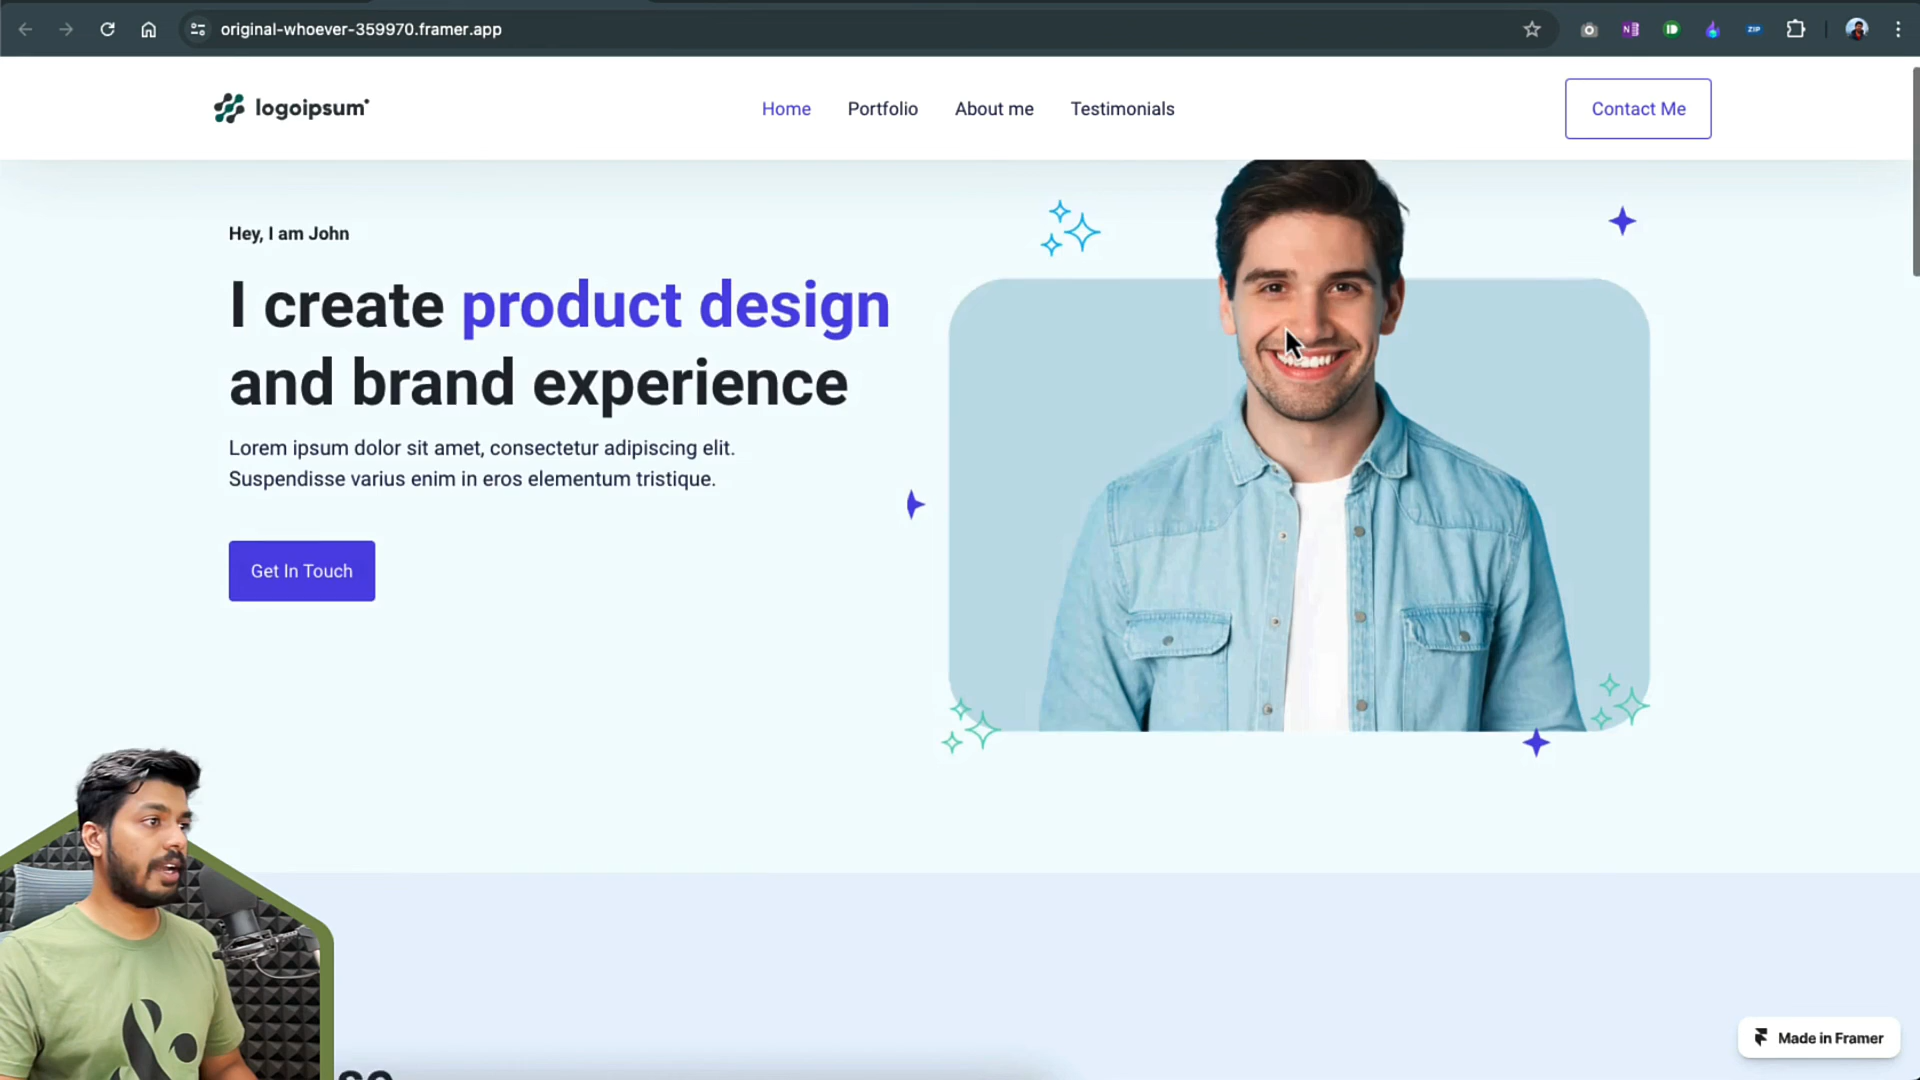 original-whoever-359970.framer.app
logoipsum
Home
Portfolio
About me
Testimonials
Contact Me
Hey, I am John
I create product design
and brand experience
Lorem ipsum dolor sit amet, consectetur adipiscing elit.
Suspendisse varius enim in eros elementum tristique.
Get In Touch
Made in Framer